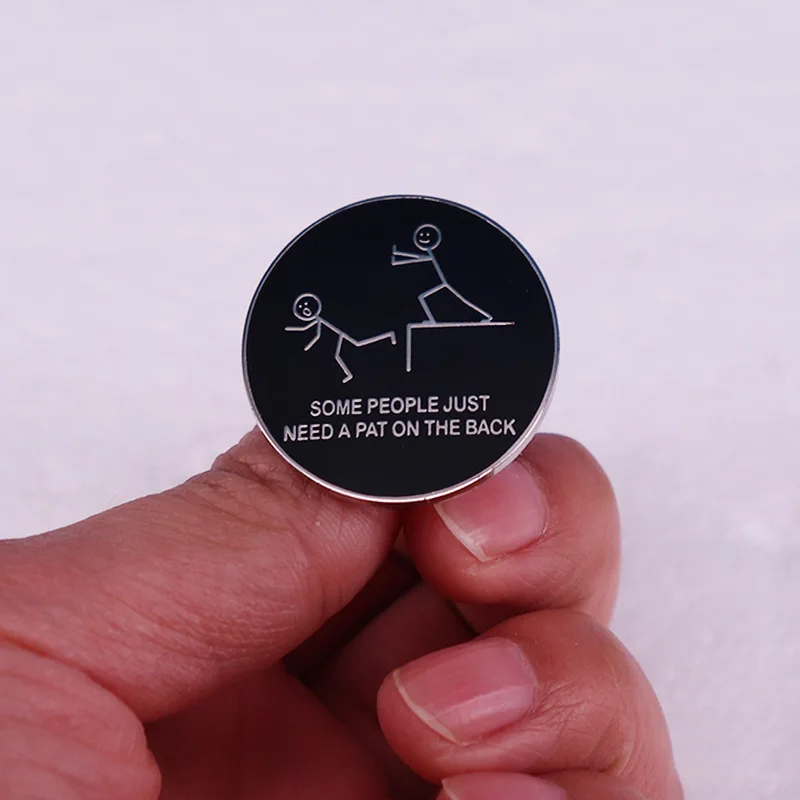 SOME PEOPLE JUST
NEED A PAT ON THE BACK